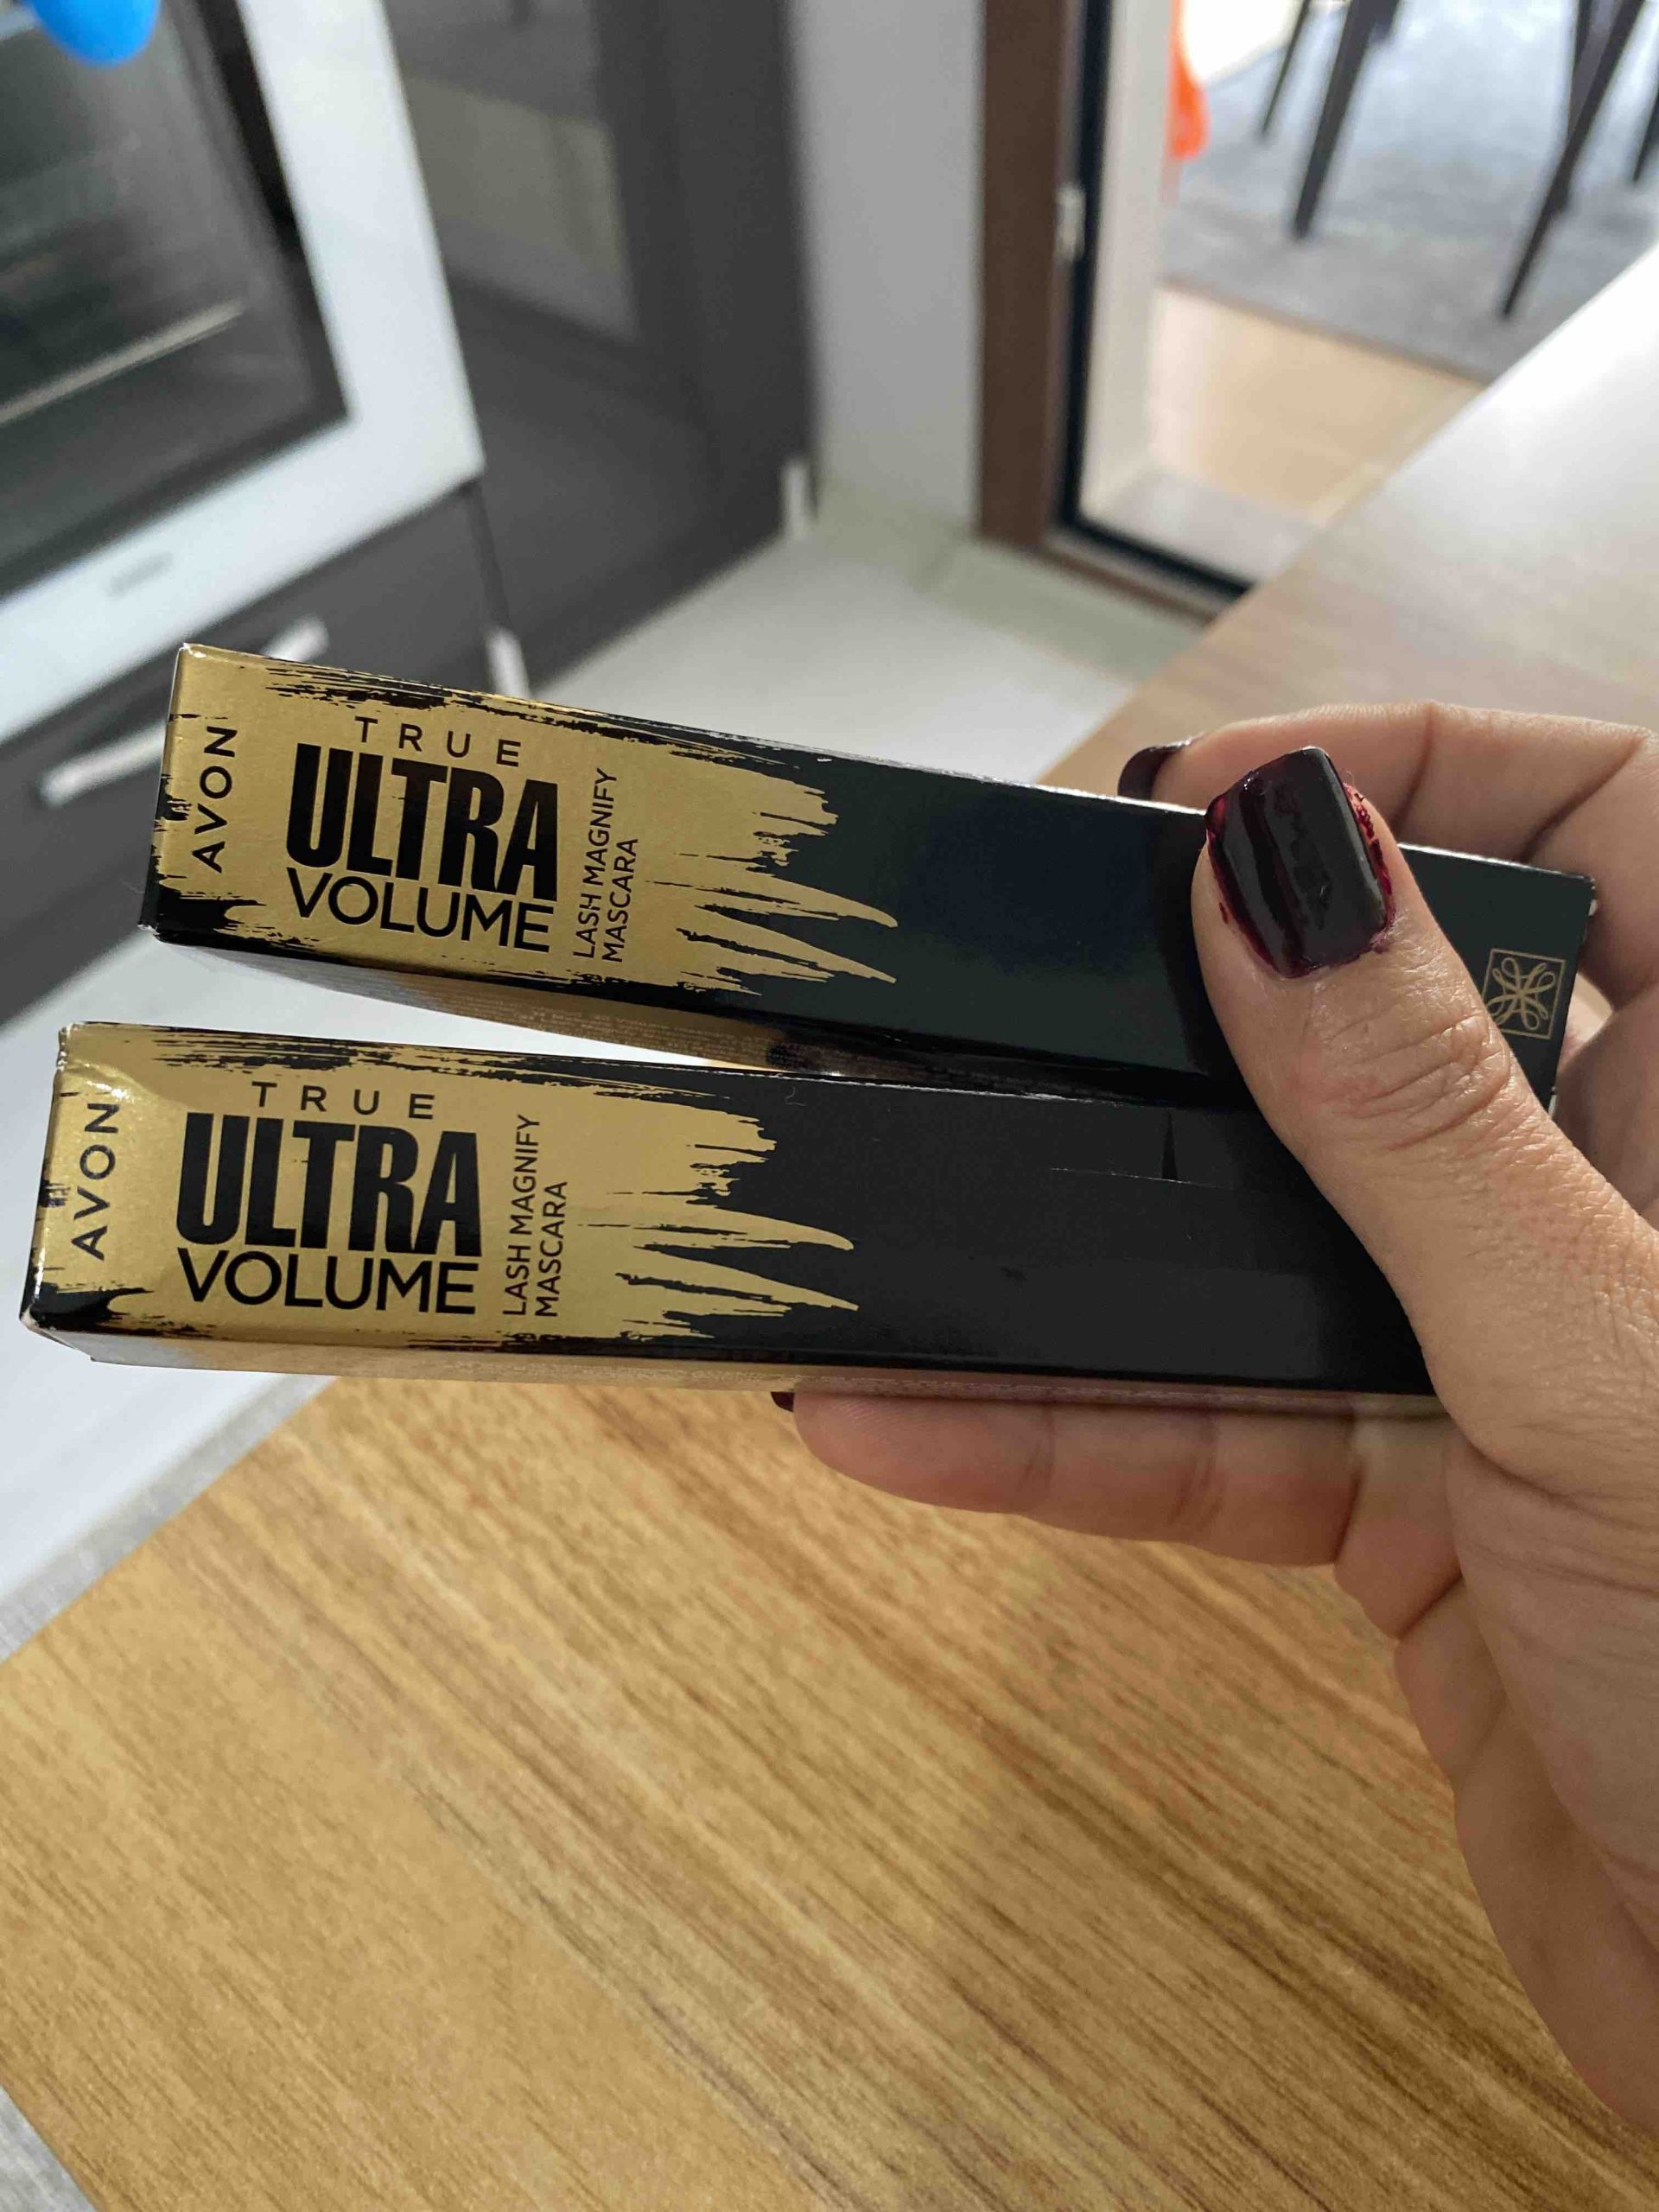 AVON
TRUE
ULTRA
VOLUME
LASH MAGNIFY
MASCARA
AVON
TRUE
ULTRA
VOLUME
LASH MAGNIFY
MASCARA